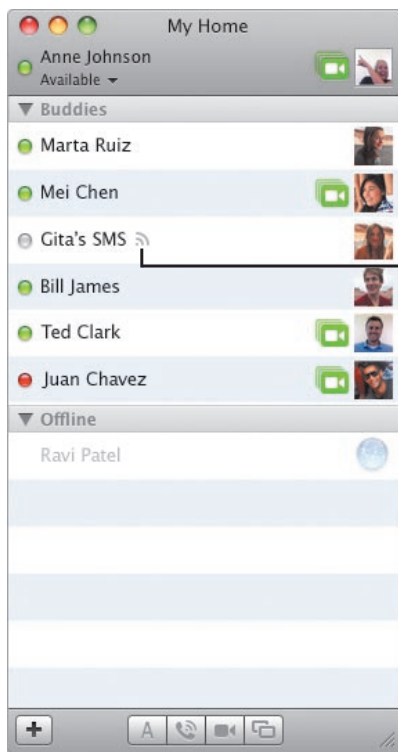 My Home
Anne Johnson
Available
Buddies
Marta Ruiz
Mei Chen
Gita's SMS
Bill James
Ted Clark
Juan Chavez
Offline
Ravi Patel
A